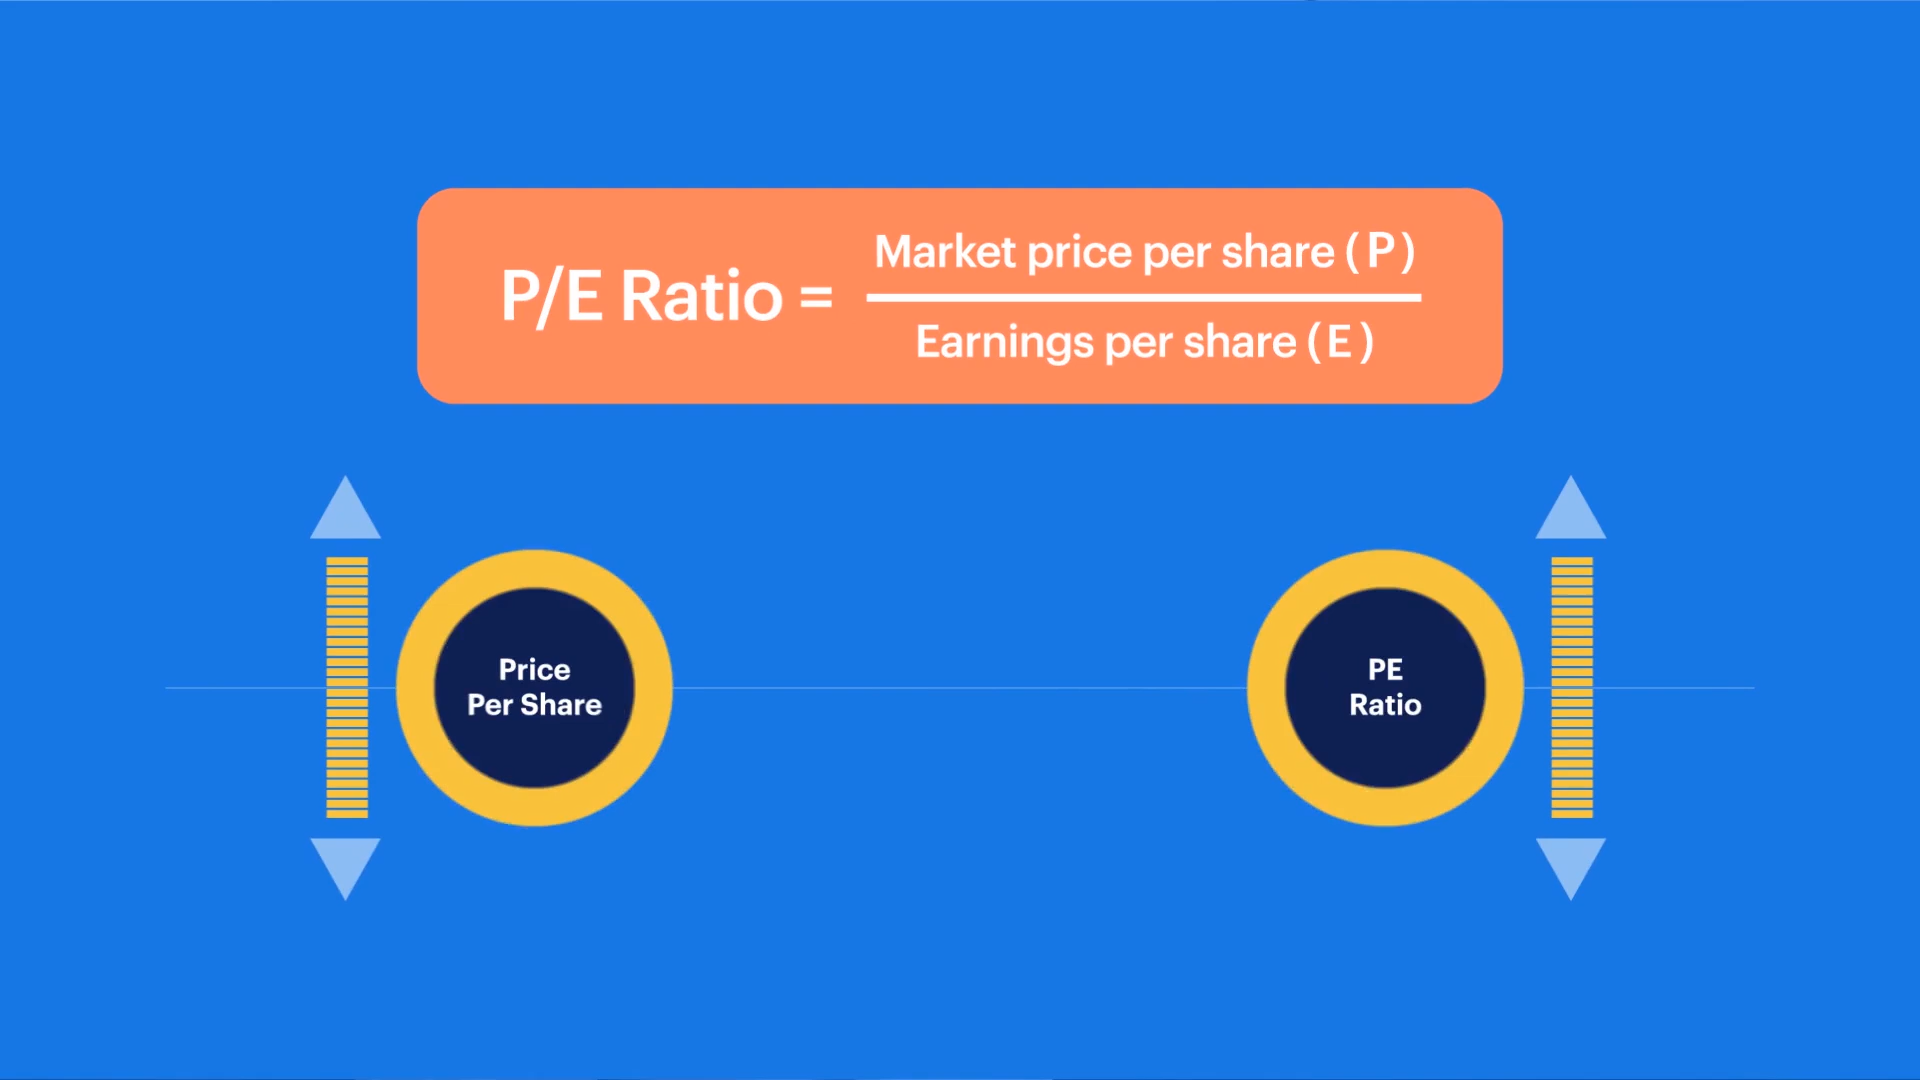 P/E Ratio = Market price per share (P)
Earnings per share (E)
Price
Per Share
PE
Ratio